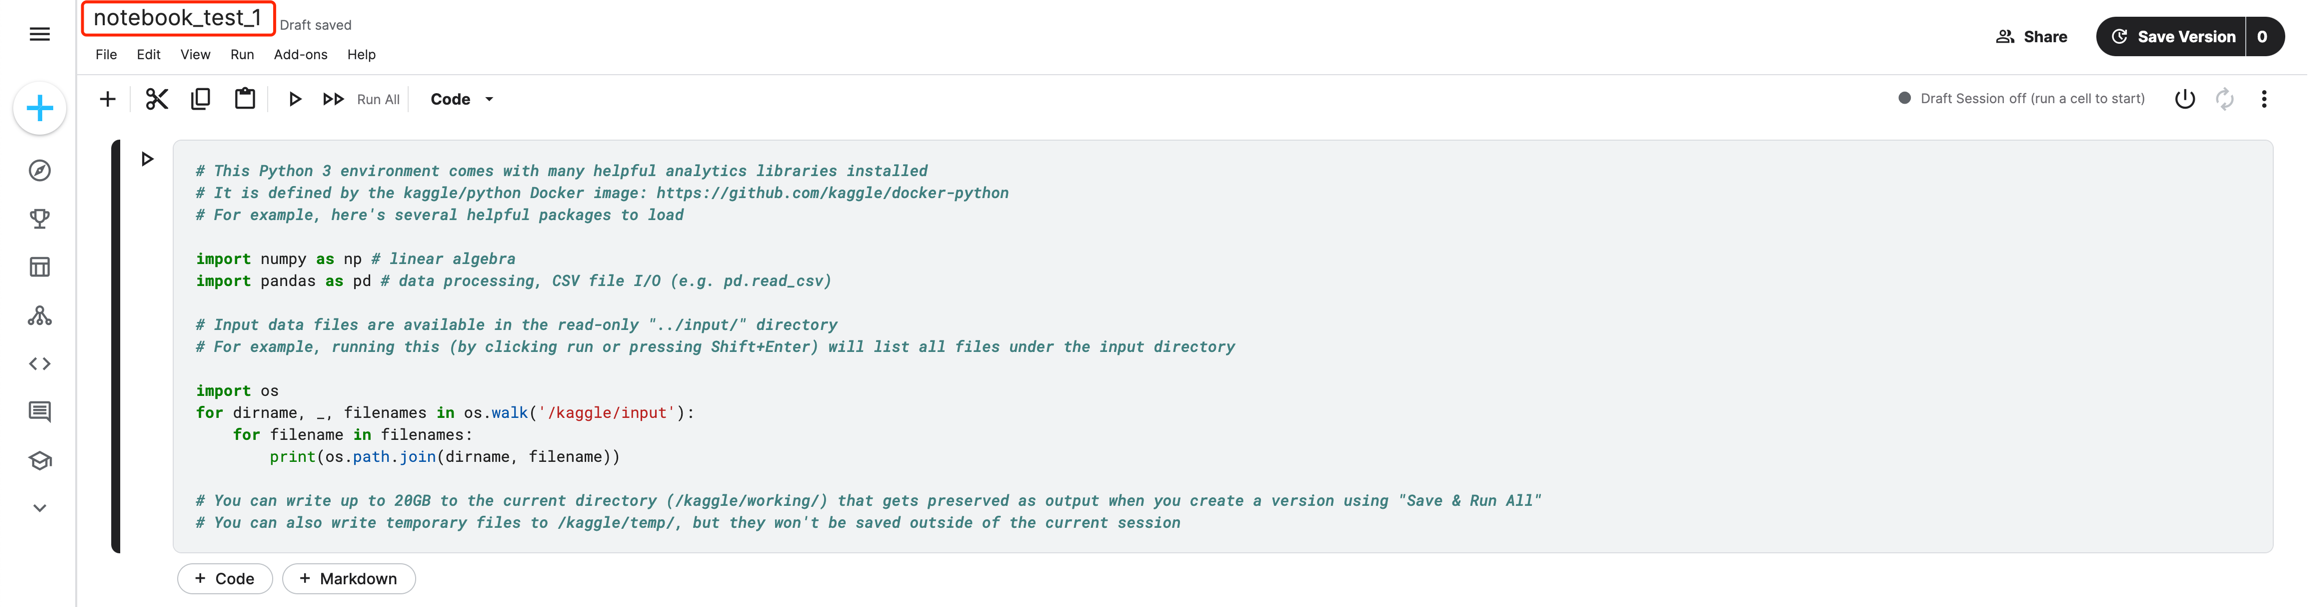 notebook_test_1 Draft saved
File Edit View Run Add-ons Help
Share
Save Version 0
Run All Code
Draft Session off (run a cell to start)
# This Python 3 environment comes with many helpful analytics libraries installed
# It is defined by the kaggle/python Docker image: https://github.com/kaggle/docker-python
# For example, here's several helpful packages to load
import numpy as np # linear algebra
import pandas as pd # data processing, CSV file I/O (e.g. pd.read_csv)
# Input data files are available in the read-only "../input/" directory
# For example, running this (by clicking run or pressing Shift+Enter) will list all files under the input directory
import os
for dirname, _, filenames in os.walk('/kaggle/input'):
    for filename in filenames:
        print(os.path.join(dirname, filename))
# You can write up to 20GB to the current directory (/kaggle/working/) that gets preserved as output when you create a version using "Save & Run All"
# You can also write temporary files to /kaggle/temp/, but they won't be saved outside of the current session
+ Code + Markdown